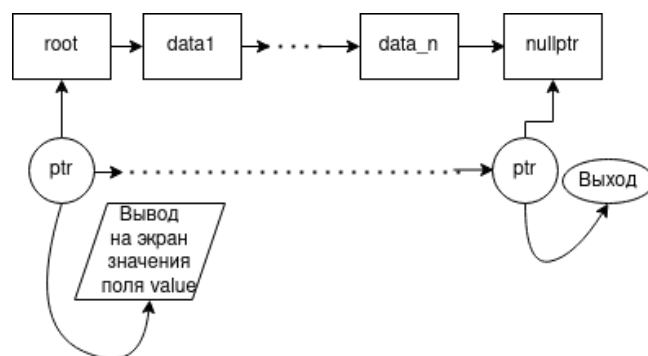 root
data1
data_n
nullptr
ptr
ptr
Выход
Вывод
на экран
значения
поля value